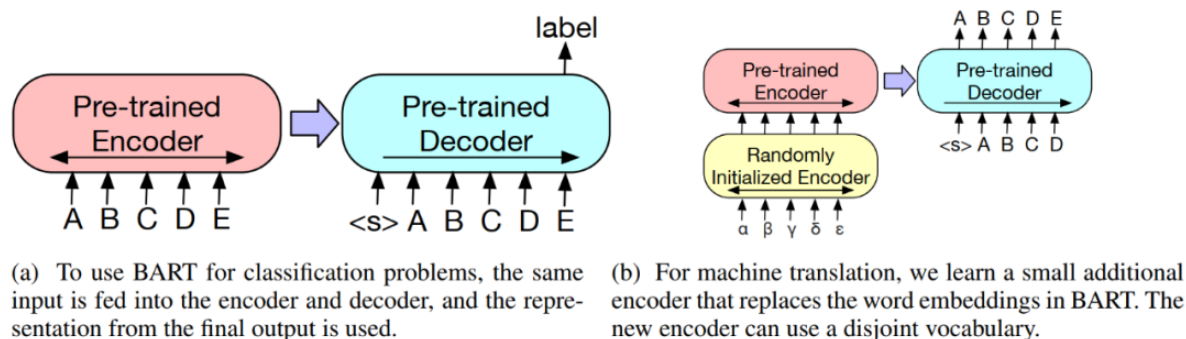 label
Pre-trained
Encoder
Pre-trained
Decoder
A B C D E
<s> A B C D E
(a) To use BART for classification problems, the same
input is fed into the encoder and decoder, and the repre-
sentation from the final output is used.
A B C D E
Pre-trained
Encoder
Pre-trained
Decoder
<s> A B C D
Randomly
Initialized Encoder
α β γ δ ε
(b) For machine translation, we learn a small additional
encoder that replaces the word embeddings in BART. The
new encoder can use a disjoint vocabulary.